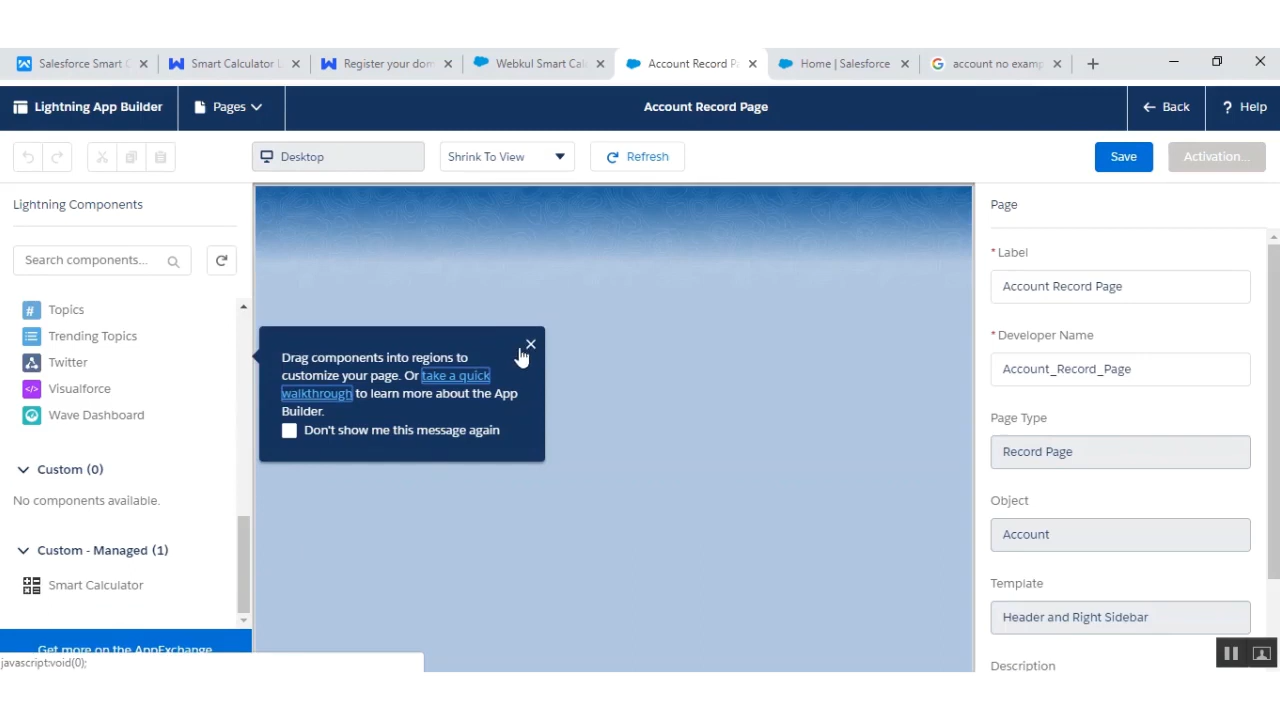 Salesforce Smart C
Smart Calculator L
Register your dom
Webkul Smart Cal
Account Record P
Home | Salesforce
account no examp
Lightning App Builder
Pages
Account Record Page
Back
? Help
Desktop
Shrink To View
Refresh
Save
Activation...
Lightning Components
Search components...
Topics
Trending Topics
Twitter
Visualforce
Wave Dashboard
Custom (0)
No components available.
Custom - Managed (1)
Smart Calculator
Get more on the AppExchange
javascript:void(0);
Drag components into regions to
customize your page. Or take a quick
walkthrough to learn more about the App
Builder.
Don't show me this message again
Page
* Label
Account Record Page
* Developer Name
Account_Record_Page
Page Type
Record Page
Object
Account
Template
Header and Right Sidebar
Description